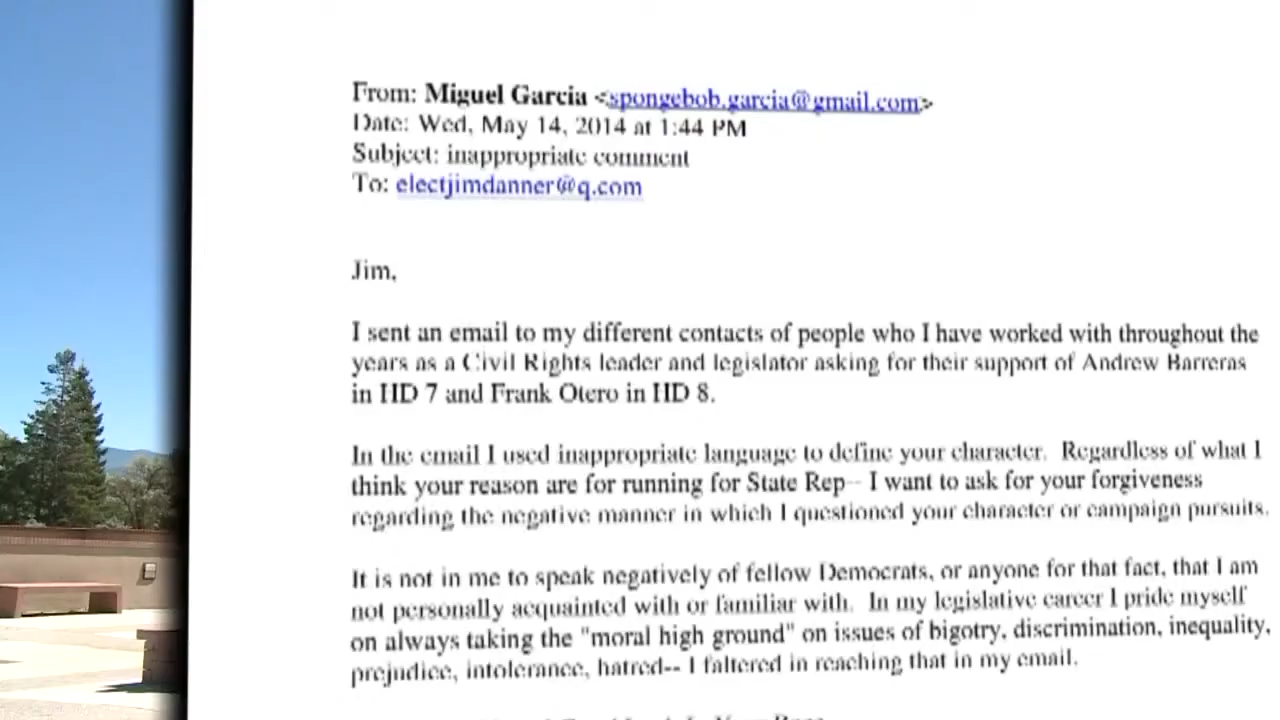 From: Miguel Garcia <spongebob.garcia@gmail.com>
Date: Wed, May 14, 2014 at 1:44 PM
Subject: inappropriate comment
To: electjimdanner@q.com
Jim,
I sent an email to my different contacts of people who I have worked with throughout the
years as a Civil Rights leader and legislator asking for their support of Andrew Barreras
in HD 7 and Frank Otero in HD 8.
In the email I used inappropriate language to define your character. Regardless of what I
think your reason are for running for State Rep-- I want to ask for your forgiveness
regarding the negative manner in which I questioned your character or campaign pursuits.
It is not in me to speak negatively of fellow Democrats, or anyone for that fact, that I am
not personally acquainted with or familiar with. In my legislative career I pride myself
on always taking the "moral high ground" on issues of bigotry, discrimination, inequality,
prejudice, intolerance, hatred-- I faltered in reaching that in my email.